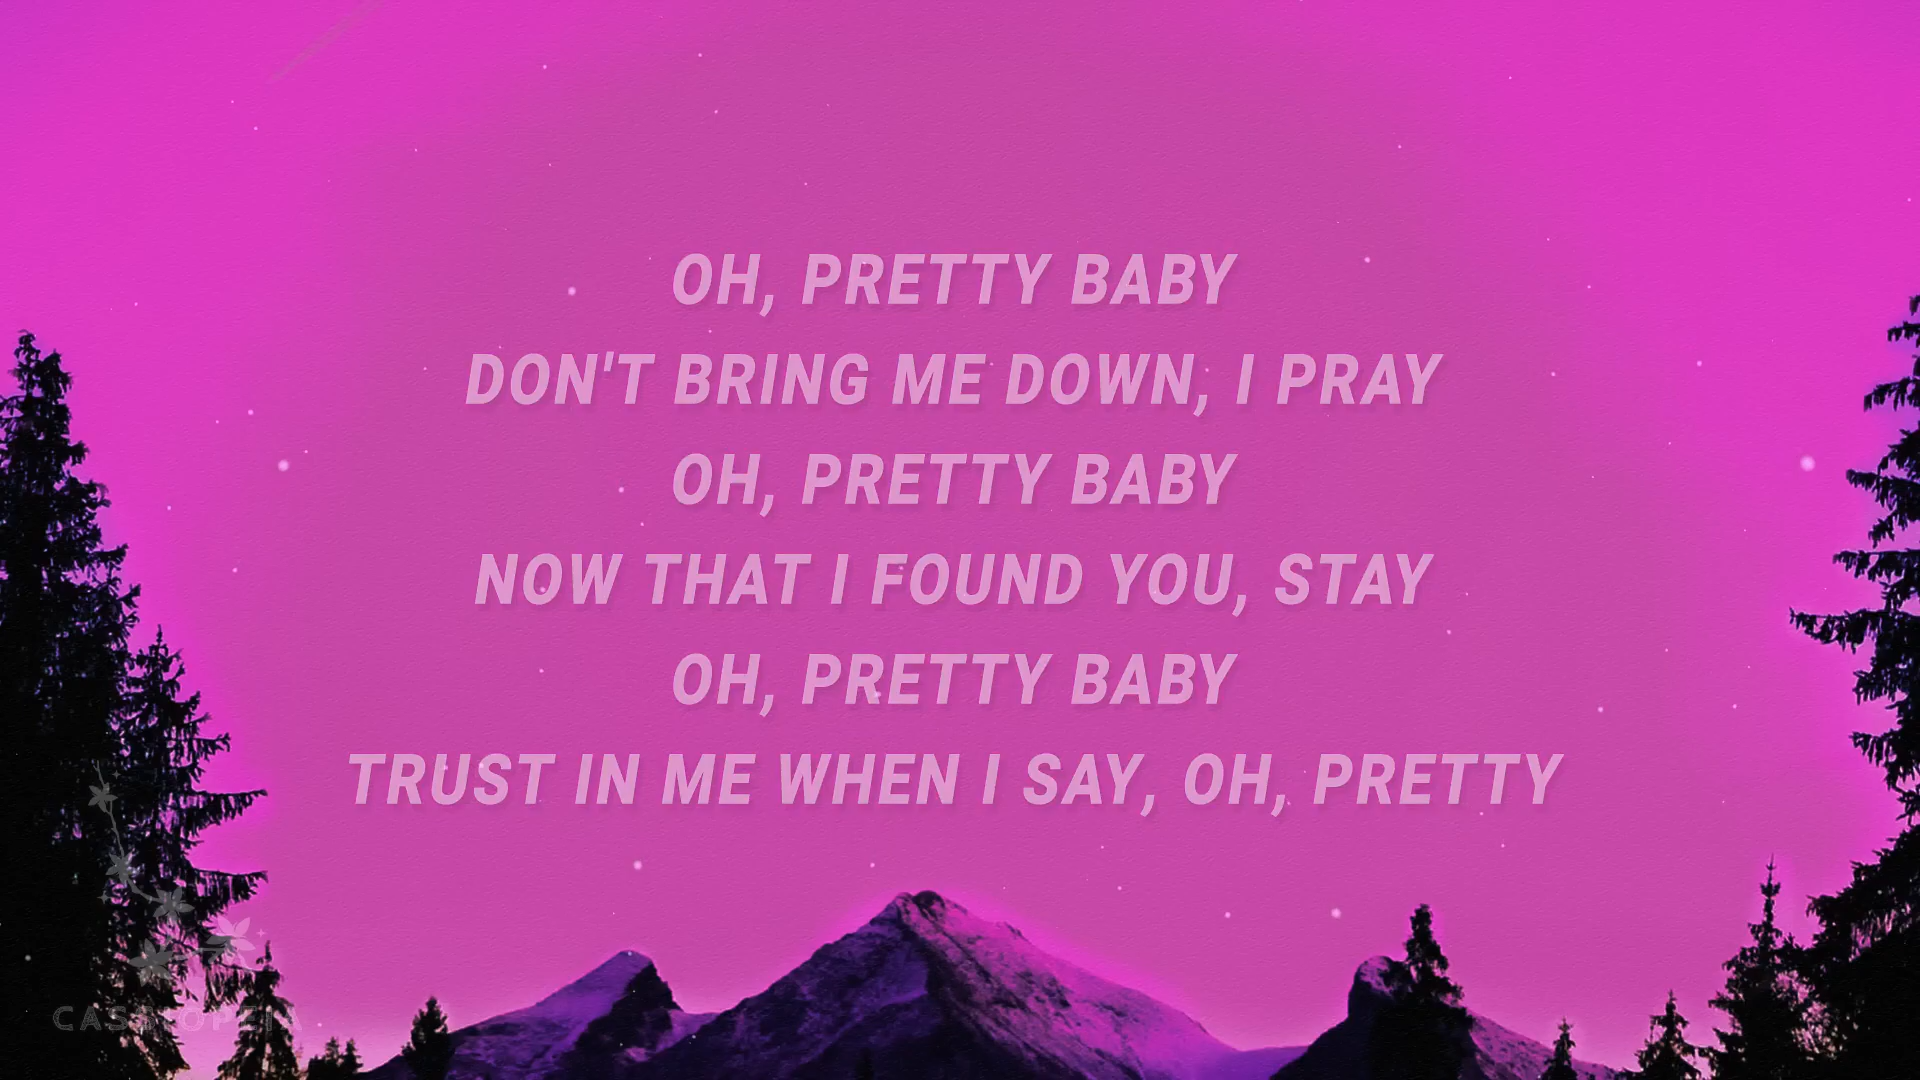 OH, PRETTY BABY
DON'T BRING ME DOWN, I PRAY
OH, PRETTY BABY
NOW THAT I FOUND YOU, STAY
OH, PRETTY BABY
TRUST IN ME WHEN I SAY, OH, PRETTY
CASSIOPEIA